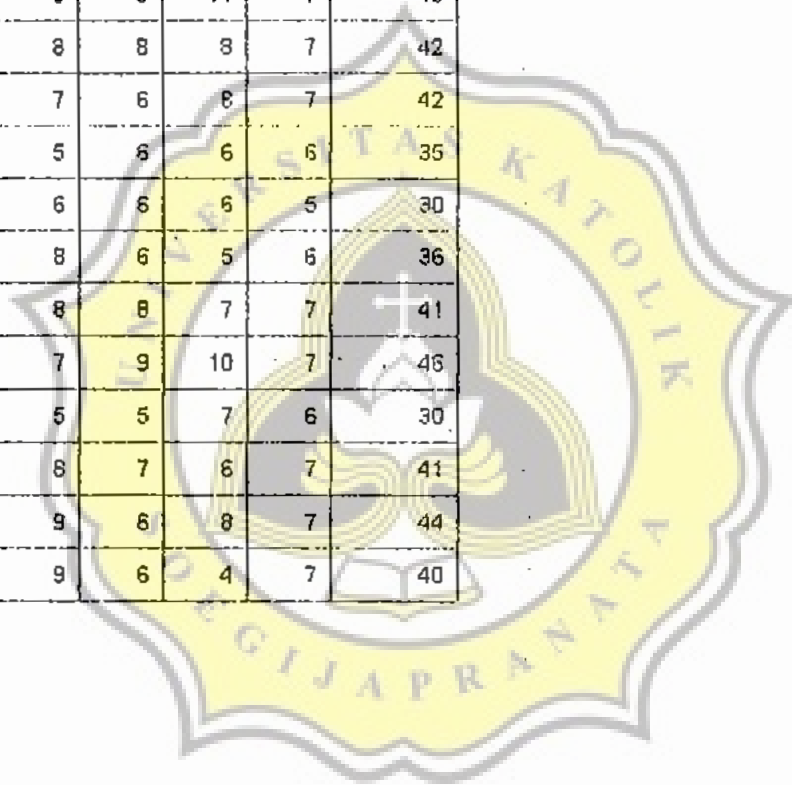 8 8 8 7 42
7 6 8 7 42
5 6 6 6 35
6 6 6 5 30
8 6 5 6 36
8 8 7 7 41
7 9 10 7 46
5 5 7 6 30
8 7 6 7 41
9 6 8 7 44
9 6 4 7 40
UNIVERSITAS KATOLIK
SOEGIJAPRANATA